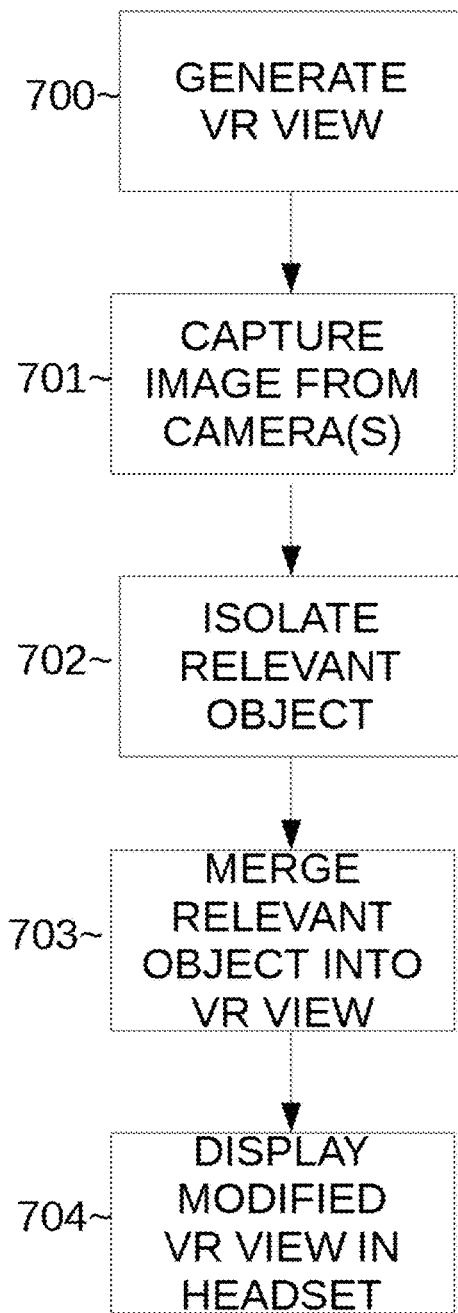 GENERATE
700~ VR VIEW
CAPTURE
701~ IMAGE FROM
CAMERA(S)
ISOLATE
702~ RELEVANT
OBJECT
MERGE
RELEVANT
703~ OBJECT INTO
VR VIEW
DISPLAY
MODIFIED
704~ VR VIEW IN
HEADSET